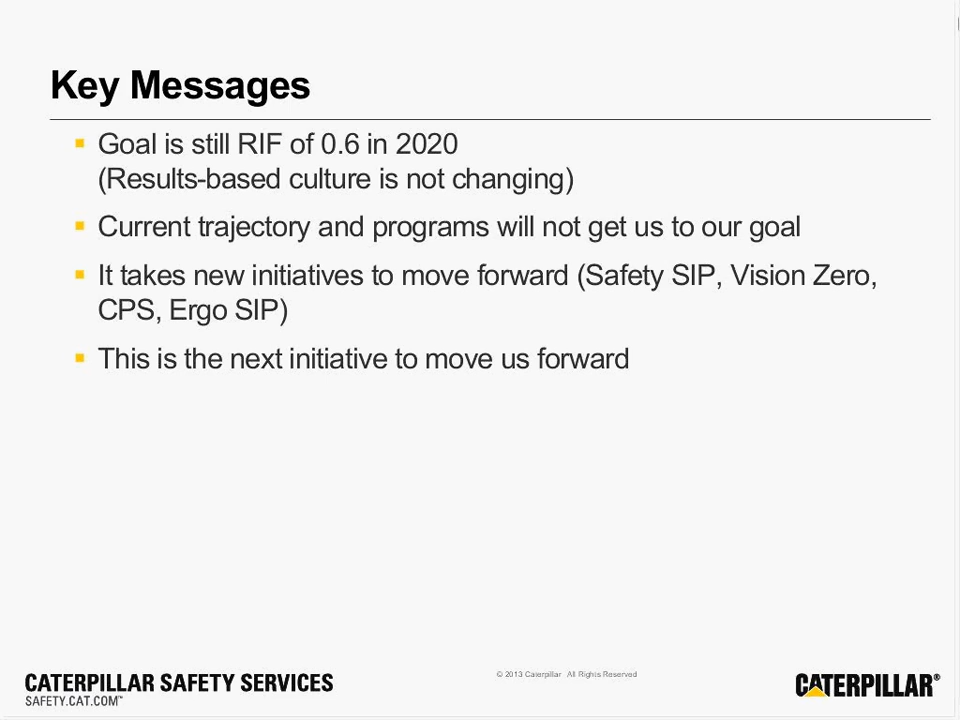 Key Messages
Goal is still RIF of 0.6 in 2020
(Results-based culture is not changing)
Current trajectory and programs will not get us to our goal
It takes new initiatives to move forward (Safety SIP, Vision Zero,
CPS, Ergo SIP)
This is the next initiative to move us forward
CATERPILLAR SAFETY SERVICES
SAFETY.CAT.COM™
© 2013 Caterpillar All Rights Reserved
CATERPILLAR®